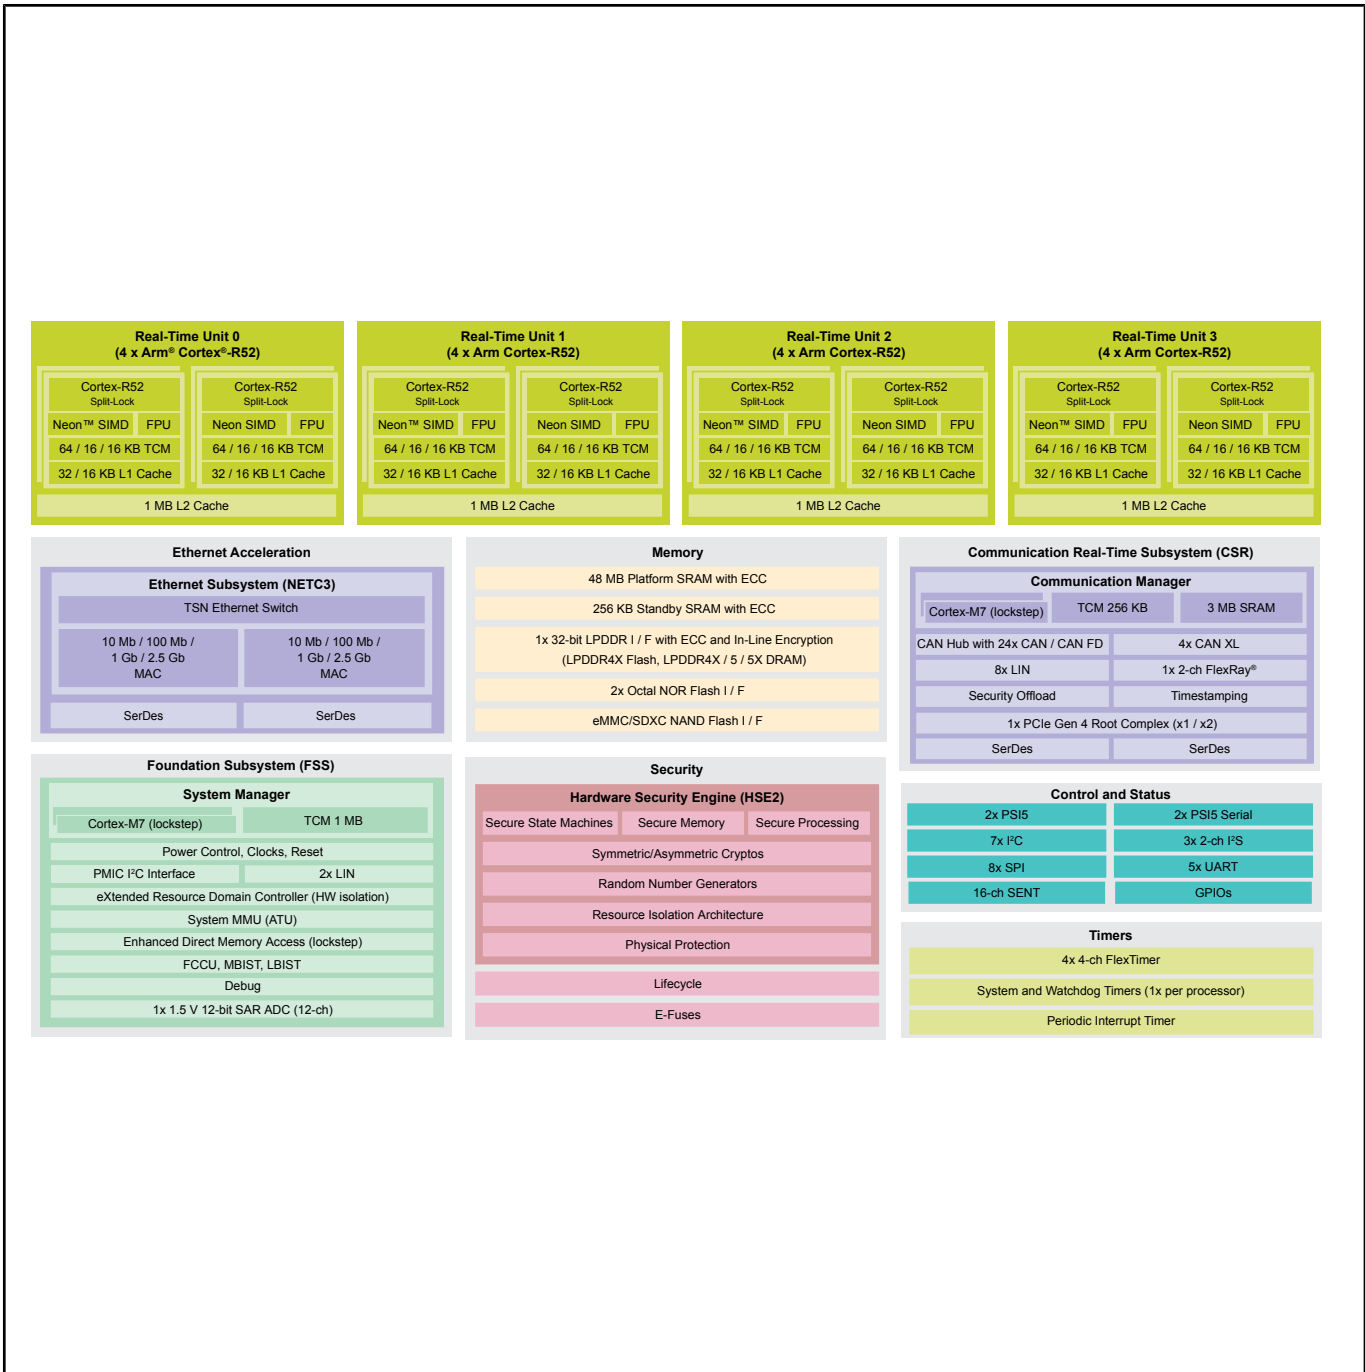 Real-Time Unit 0
(4 x Arm® Cortex®-R52)
Cortex-R52
Split-Lock
Neon™ SIMD
FPU
64 / 16 / 16 KB TCM
32 / 16 KB L1 Cache
Cortex-R52
Split-Lock
Neon SIMD
FPU
64 / 16 / 16 KB TCM
32 / 16 KB L1 Cache
1 MB L2 Cache
Real-Time Unit 1
(4 x Arm Cortex-R52)
Cortex-R52
Split-Lock
Neon™ SIMD
FPU
64 / 16 / 16 KB TCM
32 / 16 KB L1 Cache
Cortex-R52
Split-Lock
Neon SIMD
FPU
64 / 16 / 16 KB TCM
32 / 16 KB L1 Cache
1 MB L2 Cache
Real-Time Unit 2
(4 x Arm Cortex-R52)
Cortex-R52
Split-Lock
Neon™ SIMD
FPU
64 / 16 / 16 KB TCM
32 / 16 KB L1 Cache
Cortex-R52
Split-Lock
Neon SIMD
FPU
64 / 16 / 16 KB TCM
32 / 16 KB L1 Cache
1 MB L2 Cache
Real-Time Unit 3
(4 x Arm Cortex-R52)
Cortex-R52
Split-Lock
Neon™ SIMD
FPU
64 / 16 / 16 KB TCM
32 / 16 KB L1 Cache
Cortex-R52
Split-Lock
Neon SIMD
FPU
64 / 16 / 16 KB TCM
32 / 16 KB L1 Cache
1 MB L2 Cache
Ethernet Acceleration
Ethernet Subsystem (NETC3)
TSN Ethernet Switch
10 Mb / 100 Mb /
1 Gb / 2.5 Gb
MAC
10 Mb / 100 Mb /
1 Gb / 2.5 Gb
MAC
SerDes
SerDes
Memory
48 MB Platform SRAM with ECC
256 KB Standby SRAM with ECC
1x 32-bit LPDDR I / F with ECC and In-Line Encryption
(LPDDR4X Flash, LPDDR4X / 5 / 5X DRAM)
2x Octal NOR Flash I / F
eMMC/SDXC NAND Flash I / F
Communication Real-Time Subsystem (CSR)
Communication Manager
Cortex-M7 (lockstep)
TCM 256 KB
3 MB SRAM
CAN Hub with 24x CAN / CAN FD
4x CAN XL
8x LIN
1x 2-ch FlexRay®
Security Offload
Timestamping
1x PCIe Gen 4 Root Complex (x1 / x2)
SerDes
SerDes
Foundation Subsystem (FSS)
System Manager
Cortex-M7 (lockstep)
TCM 1 MB
Power Control, Clocks, Reset
PMIC I²C Interface
2x LIN
eXtended Resource Domain Controller (HW isolation)
System MMU (ATU)
Enhanced Direct Memory Access (lockstep)
FCCU, MBIST, LBIST
Debug
1x 1.5 V 12-bit SAR ADC (12-ch)
Security
Hardware Security Engine (HSE2)
Secure State Machines
Secure Memory
Secure Processing
Symmetric/Asymmetric Cryptos
Random Number Generators
Resource Isolation Architecture
Physical Protection
Lifecycle
E-Fuses
Control and Status
2x PSI5
2x PSI5 Serial
7x I²C
3x 2-ch I²S
8x SPI
5x UART
16-ch SENT
GPIOs
Timers
4x 4-ch FlexTimer
System and Watchdog Timers (1x per processor)
Periodic Interrupt Timer